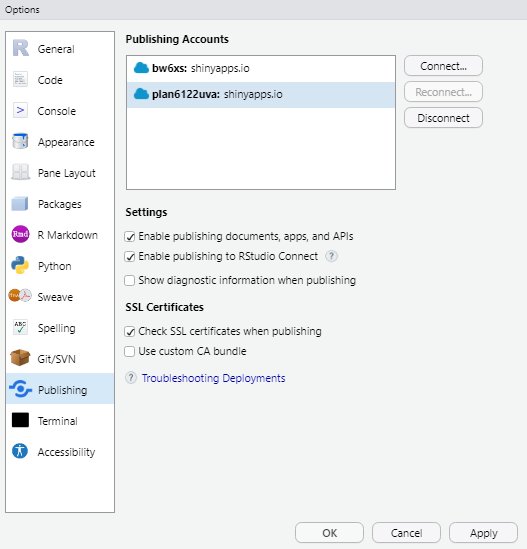 Options
General
Code
Console
Appearance
Pane Layout
Packages
Rmd R Markdown
Python
Sweave
ABC Spelling
Git/SVN
Publishing
Terminal
Accessibility
Publishing Accounts
bw6xs: shinyapps.io
plan6122uva: shinyapps.io
Connect...
Reconnect...
Disconnect
Settings
Enable publishing documents, apps, and APIs
Enable publishing to RStudio Connect ?
Show diagnostic information when publishing
SSL Certificates
Check SSL certificates when publishing
Use custom CA bundle
? Troubleshooting Deployments
OK
Cancel
Apply